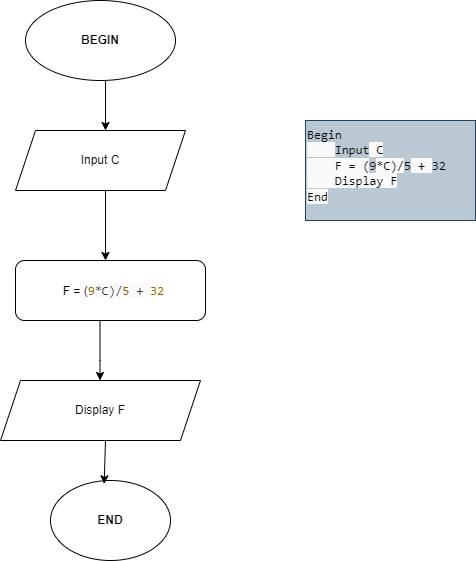 BEGIN
Input C
F = (9*C)/5 + 32
Display F
END
Begin
Input C
F = (9*C)/5 + 32
Display F
End